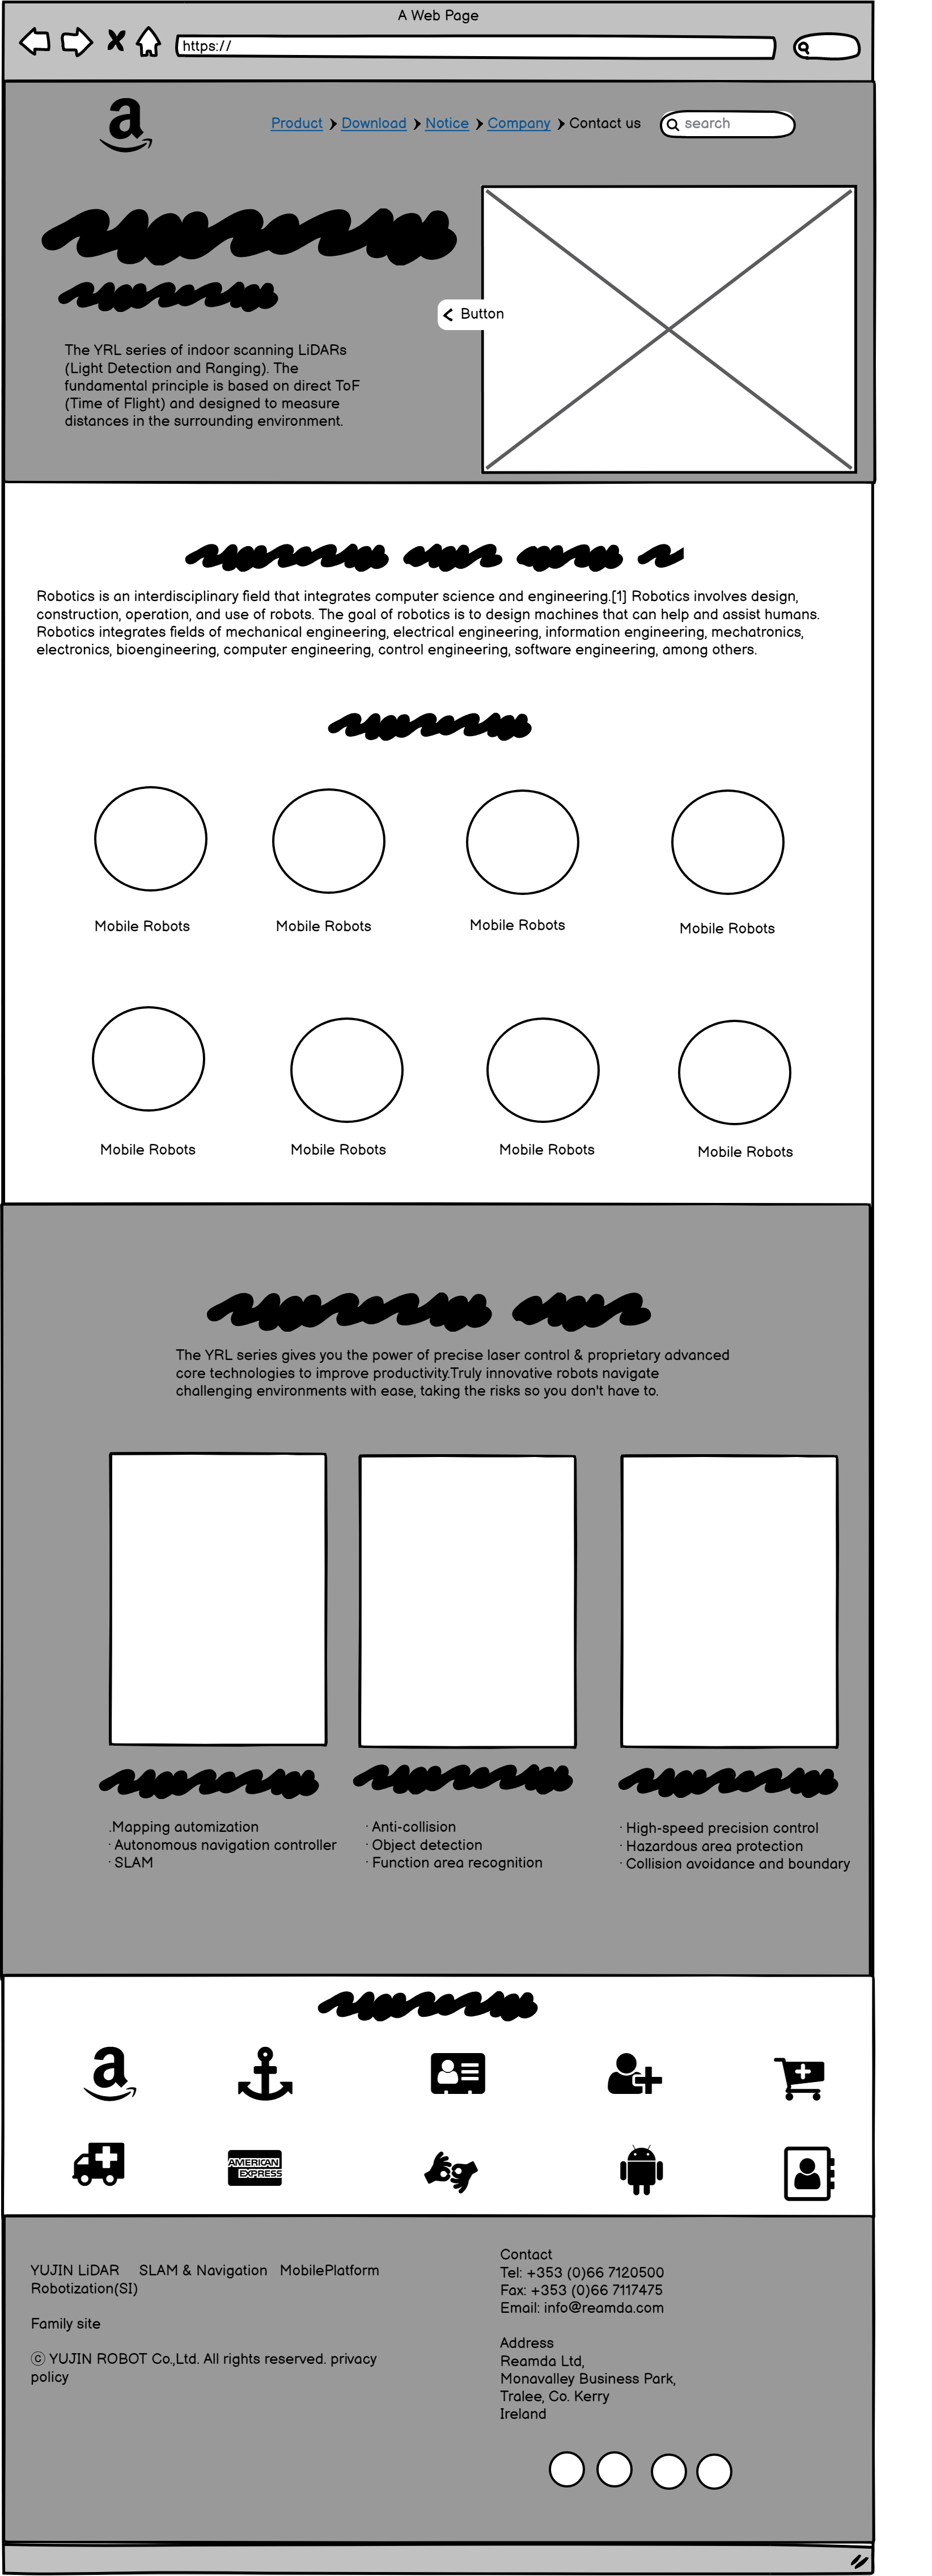 A Web Page
https://
a
Product Download Notice Company Contact us search
Button
The YRL series of indoor scanning LiDARs
(Light Detection and Ranging). The
fundamental principle is based on direct ToF
(Time of Flight) and designed to measure
distances in the surrounding environment.
Robotics is an interdisciplinary field that integrates computer science and engineering.[1] Robotics involves design,
construction, operation, and use of robots. The goal of robotics is to design machines that can help and assist humans.
Robotics integrates fields of mechanical engineering, electrical engineering, information engineering, mechatronics,
electronics, bioengineering, computer engineering, control engineering, software engineering, among others.
Mobile Robots Mobile Robots Mobile Robots Mobile Robots
Mobile Robots Mobile Robots Mobile Robots Mobile Robots
The YRL series gives you the power of precise laser control & proprietary advanced
core technologies to improve productivity.Truly innovative robots navigate
challenging environments with ease, taking the risks so you don't have to.
.Mapping automization
· Autonomous navigation controller
· SLAM
· Anti-collision
· Object detection
· Function area recognition
· High-speed precision control
· Hazardous area protection
· Collision avoidance and boundary
a
AMERICAN
EXPRESS
YUJIN LiDAR SLAM & Navigation MobilePlatform
Robotization(SI)
Family site
ⓒ YUJIN ROBOT Co.,Ltd. All rights reserved. privacy
policy
Contact
Tel: +353 (0)66 7120500
Fax: +353 (0)66 7117475
Email: info@reamda.com
Address
Reamda Ltd,
Monavalley Business Park,
Tralee, Co. Kerry
Ireland